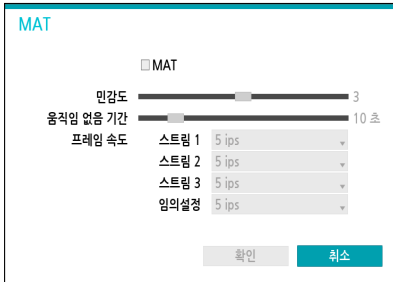 MAT
MAT
민감도 3
움직임 없음 기간 10 초
프레임 속도 스트림 1 5 ips
스트림 2 5 ips
스트림 3 5 ips
임의설정 5 ips
확인 취소